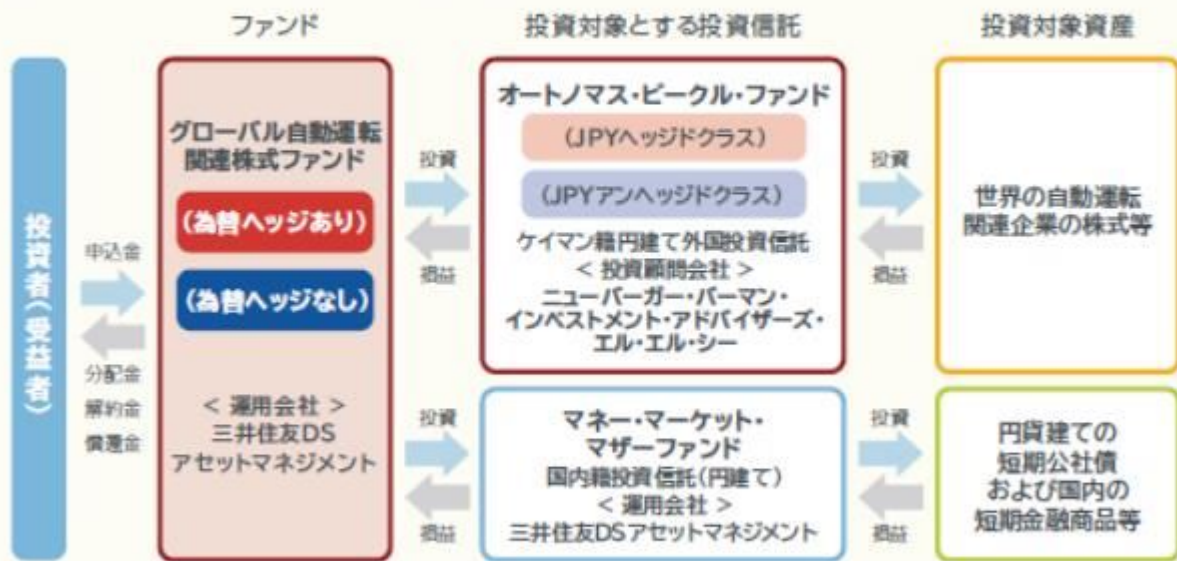 ファンド
投資対象とする投資信託
投資対象資産
投資者(受益者)
申込金
分配金
解約金
償還金
グローバル自動運転
関連株式ファンド
(為替ヘッジあり)
(為替ヘッジなし)
< 運用会社 >
三井住友DS
アセットマネジメント
投資
損益
オートノマス・ビークル・ファンド
(JPYヘッジドクラス)
(JPYアンヘッジドクラス)
ケイマン籍円建て外国投資信託
< 投資顧問会社 >
ニューバーガー・バーマン・
インベストメント・アドバイザーズ・
エル・エル・シー
投資
損益
世界の自動運転
関連企業の株式等
投資
損益
マネー・マーケット・
マザーファンド
国内籍投資信託(円建て)
< 運用会社 >
三井住友DSアセットマネジメント
投資
損益
円貨建ての
短期公社債
および国内の
短期金融商品等